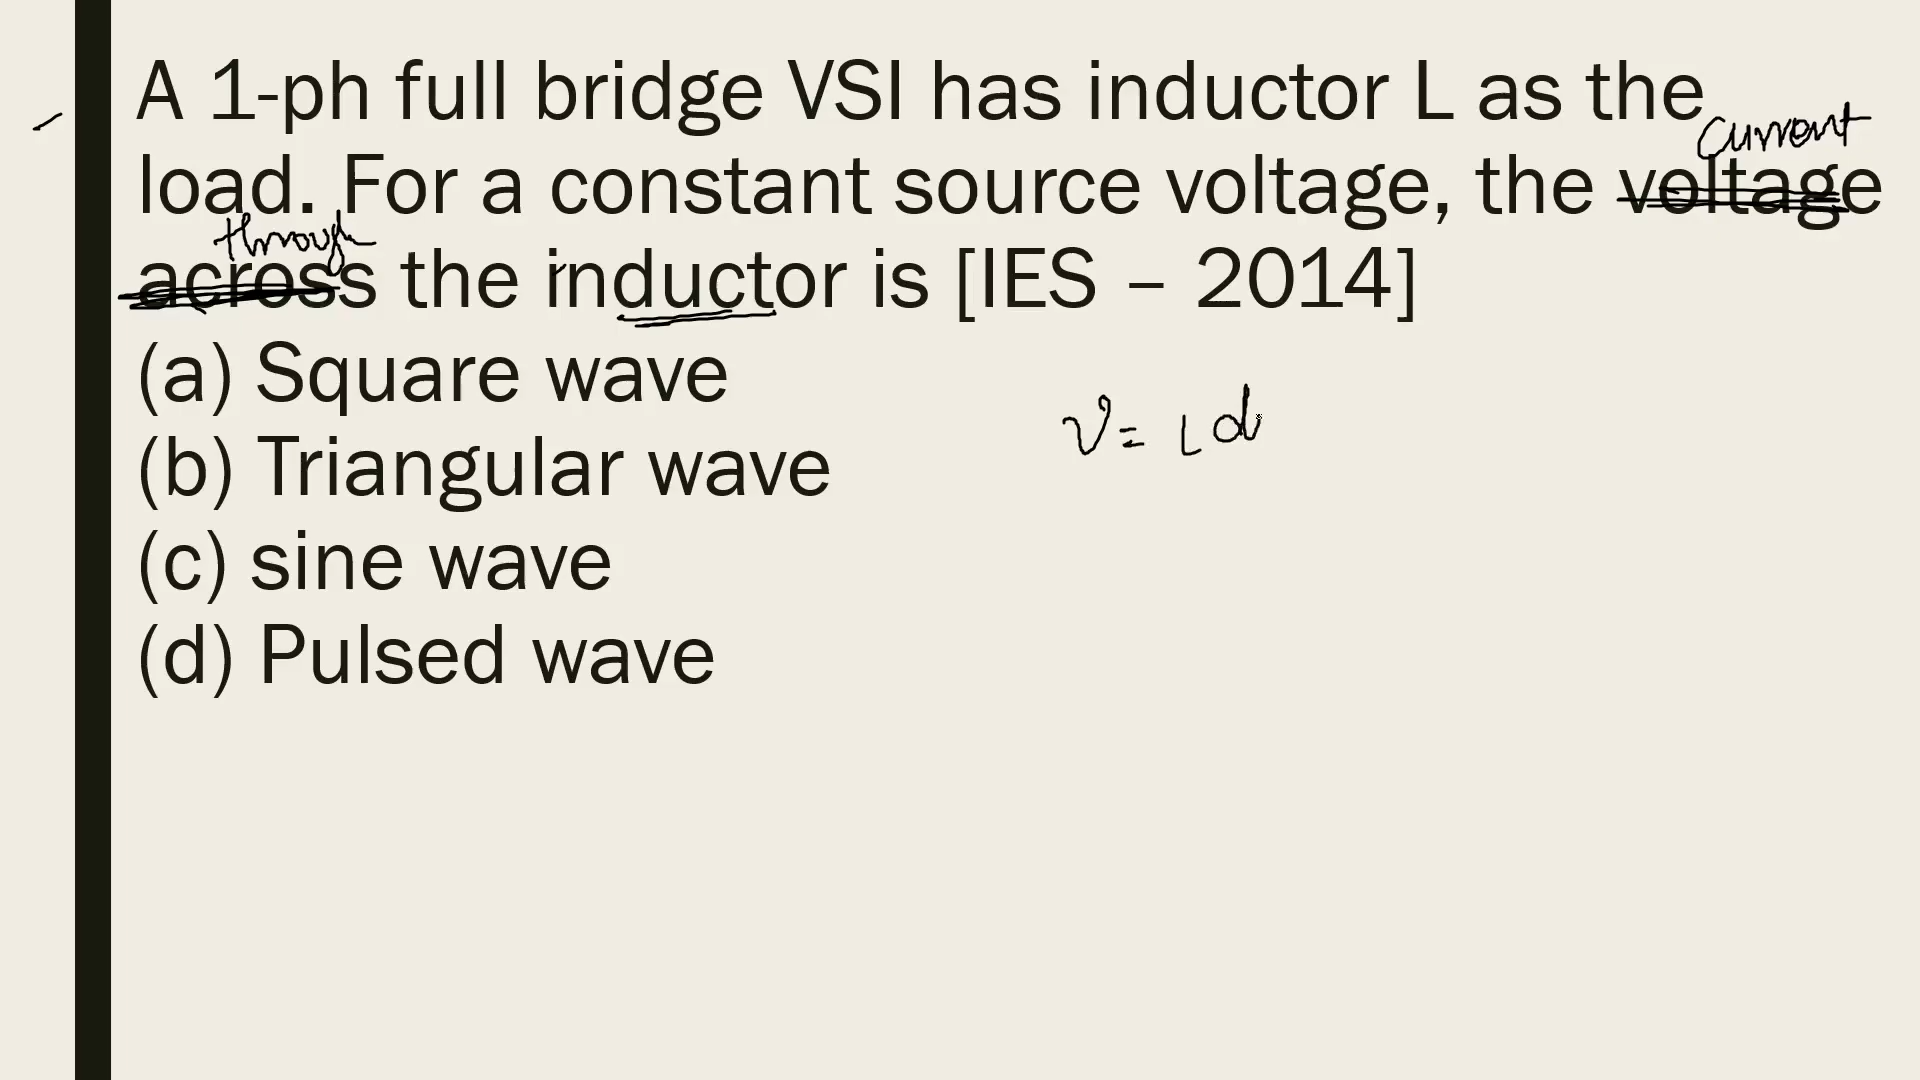 A 1-ph full bridge VSI has inductor L as the
current
load. For a constant source voltage, the voltage
through
across the inductor is [IES – 2014]
(a) Square wave
(b) Triangular wave
(c) sine wave
(d) Pulsed wave
V = L di